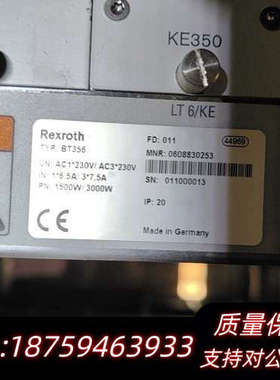 KE350
LT 6/KE
Rexroth
FD: 011
44969
TYP: BT356
MNR: 0608830253
UN: AC1*230V/ AC3*230V
IN: 1*6,5A/ 3*7,5A
SN: 011000013
PN: 1500W/ 3000W
IP: 20
CE
Made in Germany
质量保
:18759463933
支持对公